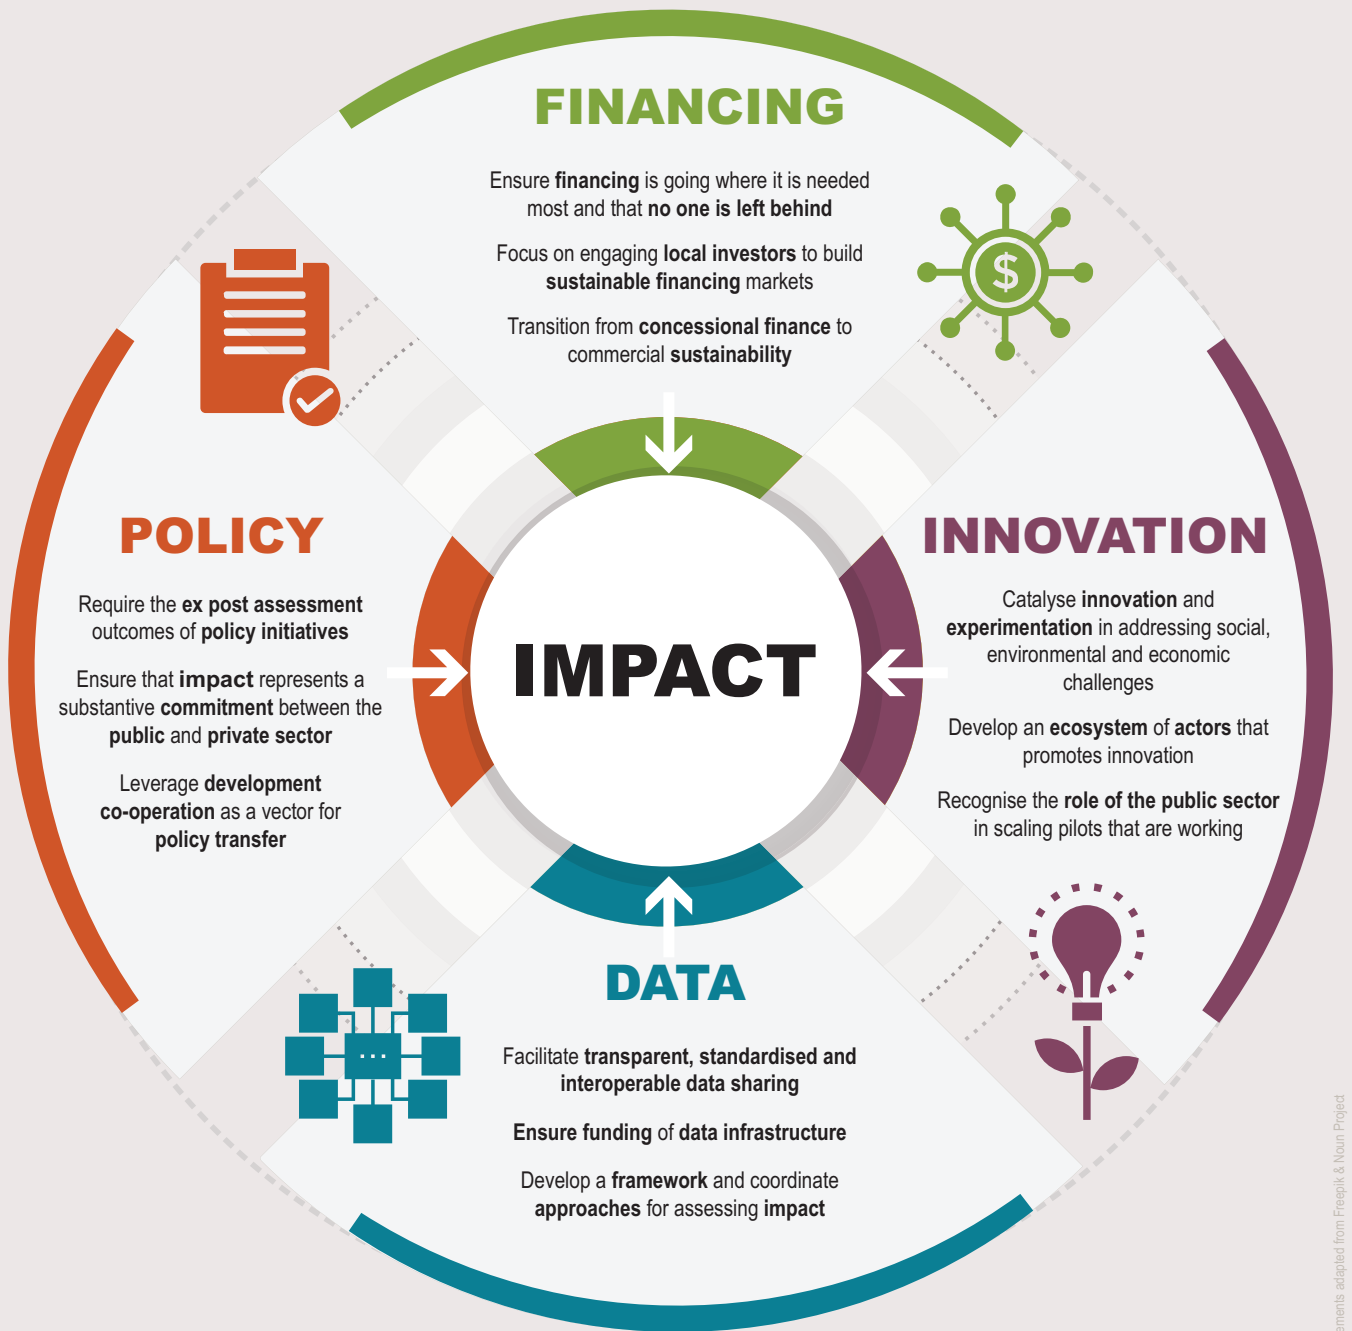 FINANCING
Ensure financing is going where it is needed
most and that no one is left behind
Focus on engaging local investors to build
sustainable financing markets
Transition from concessional finance to
commercial sustainability
$
POLICY
Require the ex post assessment
outcomes of policy initiatives
Ensure that impact represents a
substantive commitment between the
public and private sector
Leverage development
co-operation as a vector for
policy transfer
IMPACT
INNOVATION
Catalyse innovation and
experimentation in addressing social,
environmental and economic
challenges
Develop an ecosystem of actors that
promotes innovation
Recognise the role of the public sector
in scaling pilots that are working
DATA
Facilitate transparent, standardised and
interoperable data sharing
Ensure funding of data infrastructure
Develop a framework and coordinate
approaches for assessing impact
adapted from Freepik & Noun Project